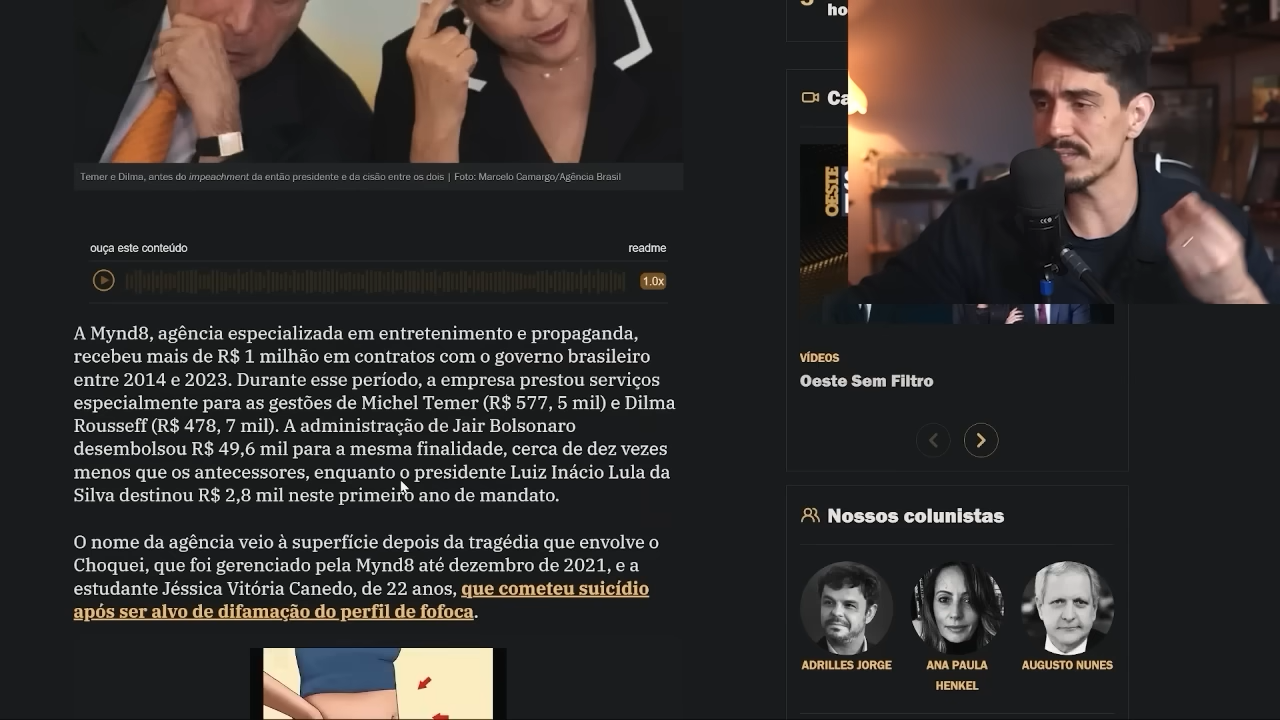 Temer e Dilma, antes do impeachment da então presidente e da cisão entre os dois | Foto: Marcelo Camargo/Agência Brasil
ouça este conteúdo
readme
1.0x
A Mynd8, agência especializada em entretenimento e propaganda,
recebeu mais de R$ 1 milhão em contratos com o governo brasileiro
entre 2014 e 2023. Durante esse período, a empresa prestou serviços
especialmente para as gestões de Michel Temer (R$ 577, 5 mil) e Dilma
Rousseff (R$ 478, 7 mil). A administração de Jair Bolsonaro
desembolsou R$ 49,6 mil para a mesma finalidade, cerca de dez vezes
menos que os antecessores, enquanto o presidente Luiz Inácio Lula da
Silva destinou R$ 2,8 mil neste primeiro ano de mandato.
O nome da agência veio à superfície depois da tragédia que envolve o
Choquei, que foi gerenciado pela Mynd8 até dezembro de 2021, e a
estudante Jéssica Vitória Canedo, de 22 anos, que cometeu suicídio
após ser alvo de difamação do perfil de fofoca.
ho
Ca
OESTE
VÍDEOS
Oeste Sem Filtro
Nossos colunistas
ADRILLES JORGE
ANA PAULA
HENKEL
AUGUSTO NUNES